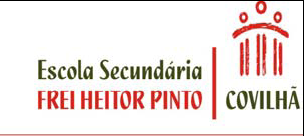 Escola Secundária
FREI HEITOR PINTO
COVILHÃ